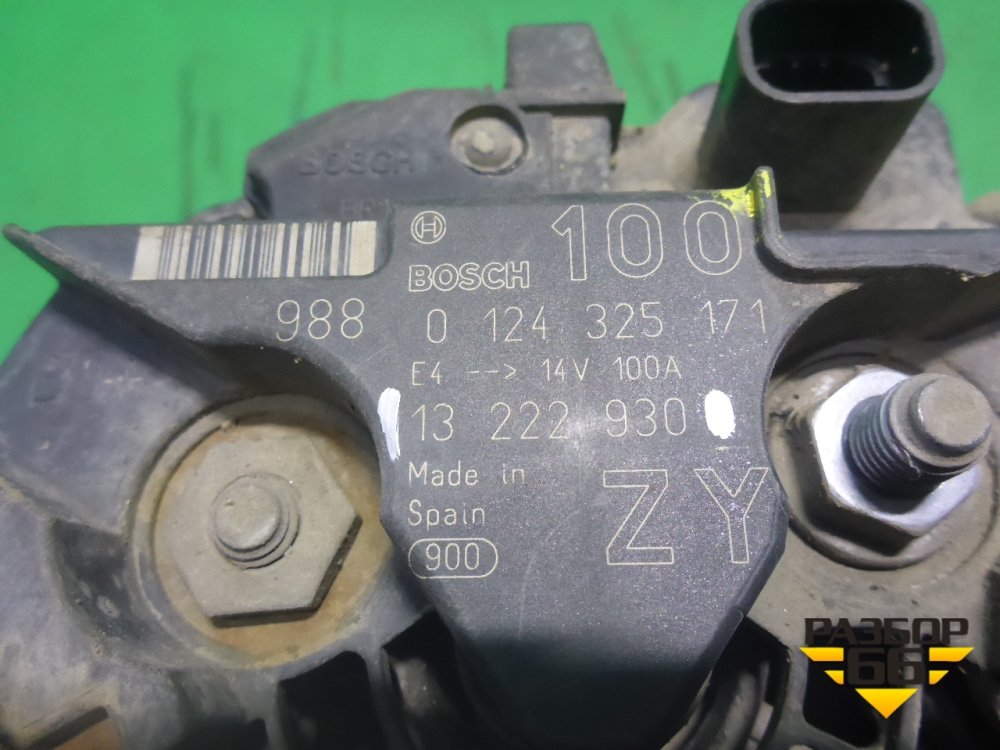 BOSCH
BOSCH 100
988 0 124 325 171
E4 --> 14V 100A
13 222 930
Made in
Spain
ZY
900
РАЗБОР
66